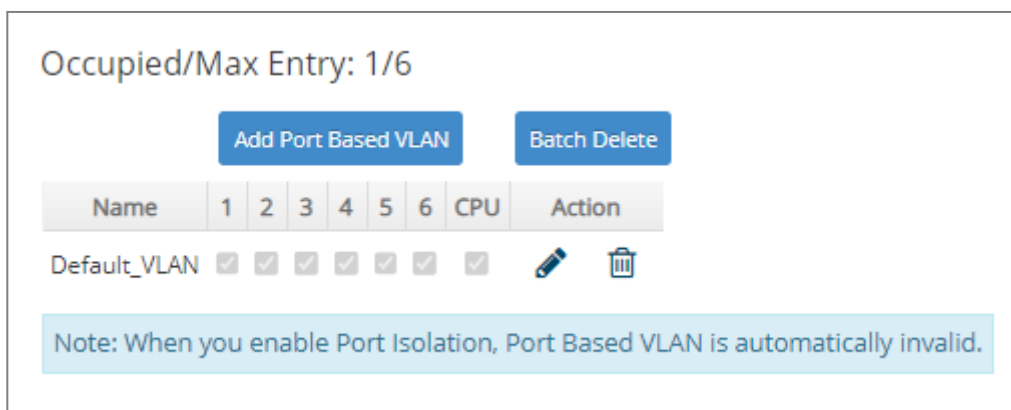 Occupied/Max Entry: 1/6
Add Port Based VLAN Batch Delete
Name 1 2 3 4 5 6 CPU Action
Default_VLAN
Note: When you enable Port Isolation, Port Based VLAN is automatically invalid.